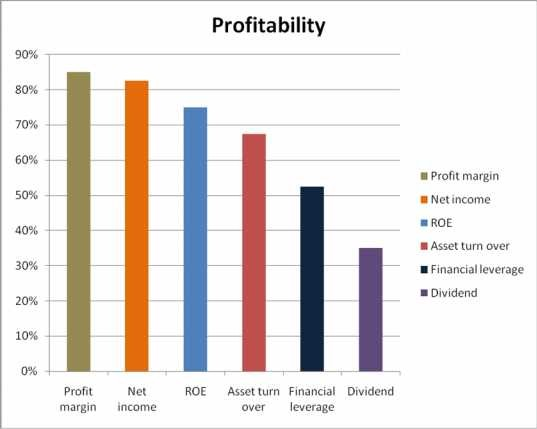 Profitability
90%
80%
70%
60%
50%
40%
30%
20%
10%
0%
Profit
margin
Net
income
ROE
Asset turn
over
Financial
leverage
Dividend
Profit margin
Net income
ROE
Asset turn over
Financial leverage
Dividend